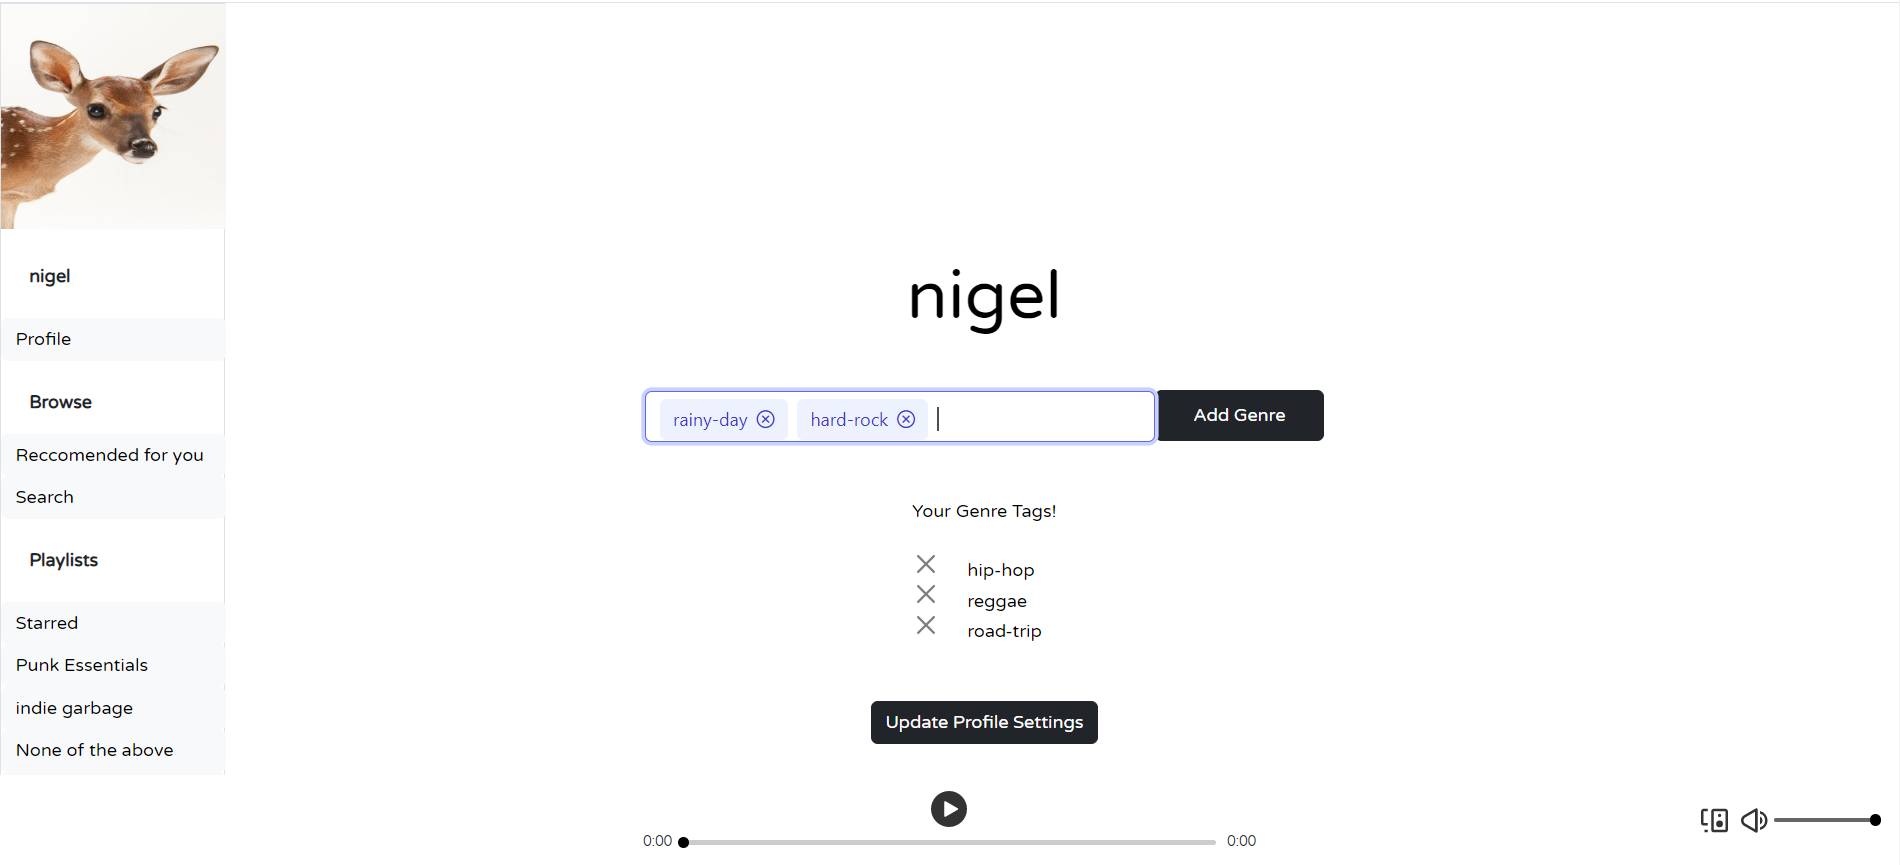 nigel
Profile
Browse
Reccomended for you
Search
Playlists
Starred
Punk Essentials
indie garbage
None of the above
nigel
rainy-day hard-rock Add Genre
Your Genre Tags!
hip-hop
reggae
road-trip
Update Profile Settings
0:00 0:00